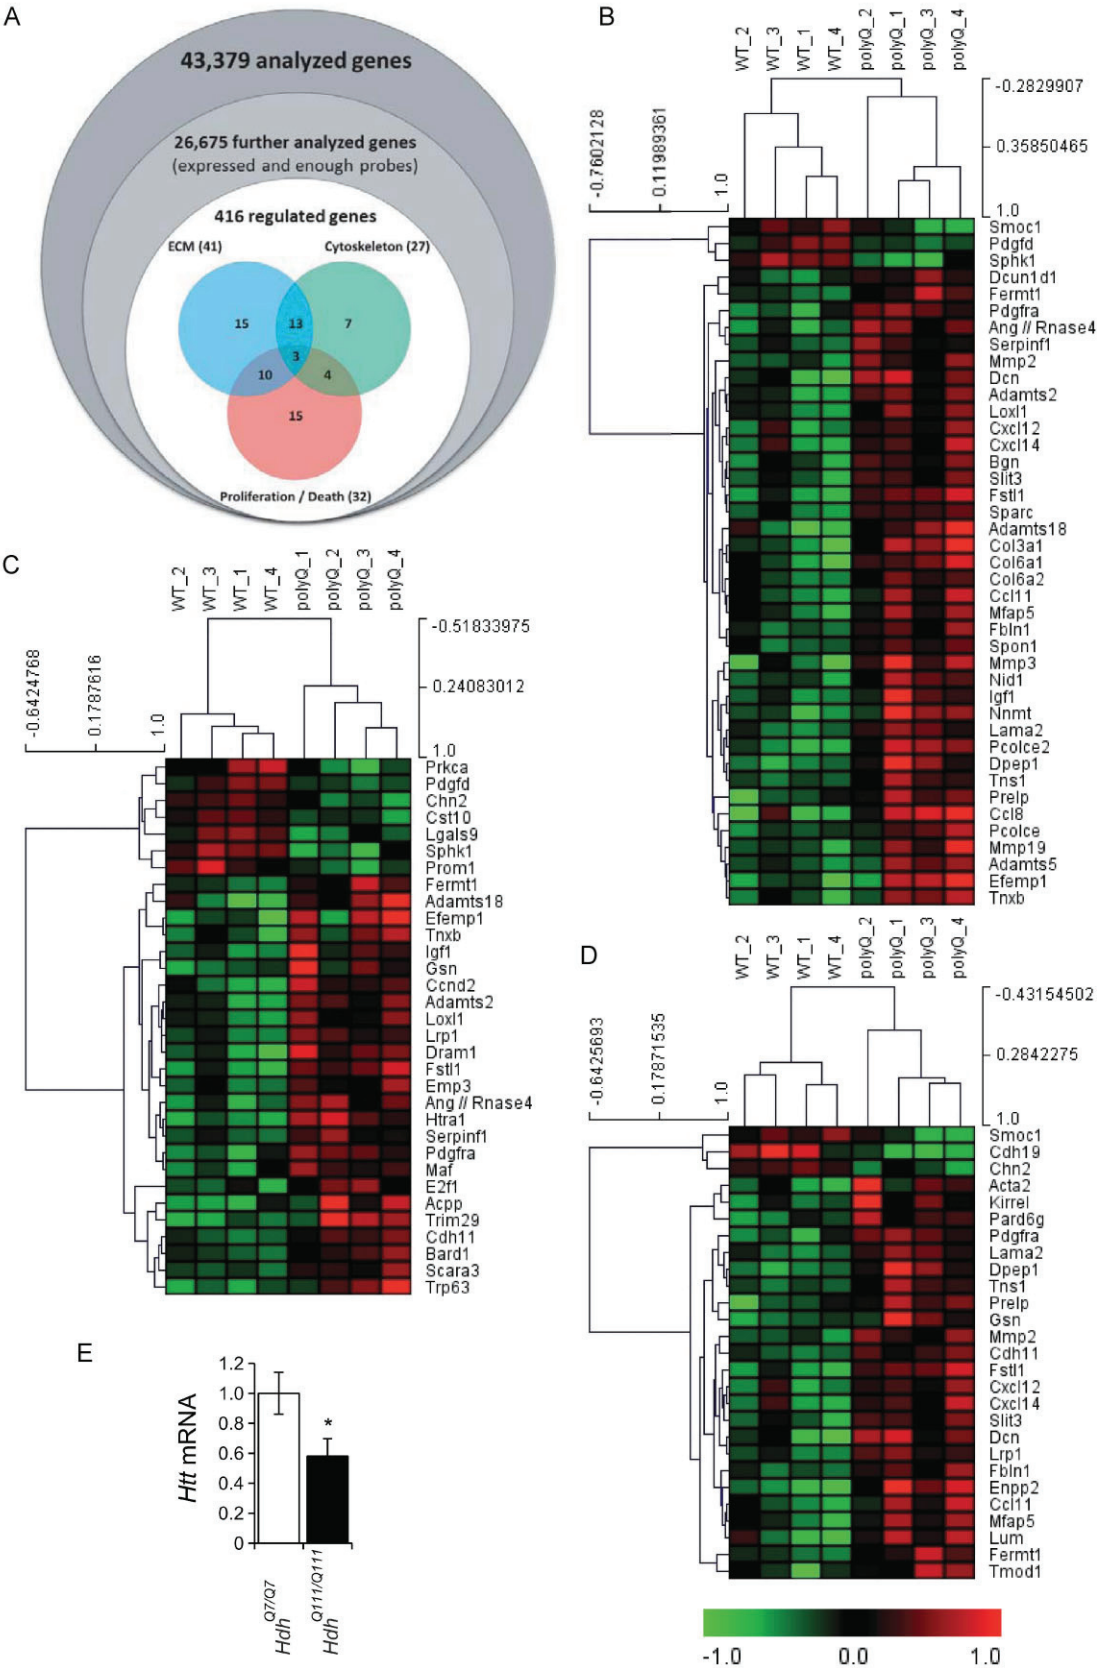 A
43,379 analyzed genes
26,675 further analyzed genes
(expressed and enough probes)
416 regulated genes
ECM (41)
Cytoskeleton (27)
15
13
7
3
10
4
15
Proliferation / Death (32)
B
WT_2
WT_3
WT_1
WT_4
polyQ_2
polyQ_1
polyQ_3
polyQ_4
-0.2829907
0.35850465
1.0
-0.7602128
0.11989361
1.0
Smoc1
Pdgfd
Sphk1
Dcun1d1
Fermt1
Pdgfra
Ang // Rnase4
Serpinf1
Mmp2
Dcn
Adamts2
Loxl1
Cxcl12
Cxcl14
Bgn
Slit3
Fstl1
Sparc
Adamts18
Col3a1
Col6a1
Col6a2
Ccl11
Mfap5
Fbln1
Spon1
Mmp3
Nid1
Igf1
Nnmt
Lama2
Pcolce2
Dpep1
Tns1
Prelp
Ccl8
Pcolce
Mmp19
Adamts5
Efemp1
Tnxb
C
WT_2
WT_3
WT_1
WT_4
polyQ_1
polyQ_2
polyQ_3
polyQ_4
-0.51833975
0.24083012
1.0
-0.6424768
0.1787616
1.0
Prkca
Pdgfd
Chn2
Cst10
Lgals9
Sphk1
Prom1
Fermt1
Adamts18
Efemp1
Tnxb
Igf1
Gsn
Ccnd2
Adamts2
Loxl1
Lrp1
Dram1
Fstl1
Emp3
Ang // Rnase4
Htra1
Serpinf1
Pdgfra
Maf
E2f1
Acpp
Trim29
Cdh11
Bard1
Scara3
Trp63
D
WT_2
WT_3
WT_1
WT_4
polyQ_2
polyQ_1
polyQ_3
polyQ_4
-0.43154502
0.2842275
1.0
-0.6425693
0.17871535
1.0
Smoc1
Cdh19
Chn2
Acta2
Kirrel
Pard6g
Pdgfra
Lama2
Dpep1
Tns1
Prelp
Gsn
Mmp2
Cdh11
Fstl1
Cxcl12
Cxcl14
Slit3
Dcn
Lrp1
Fbln1
Enpp2
Ccl11
Mfap5
Lum
Fermt1
Tmod1
-1.0
0.0
1.0
E
Htt mRNA
1.2
1.0
0.8
0.6
0.4
0.2
0
*
Hdh Q7/Q7
Hdh Q111/Q111